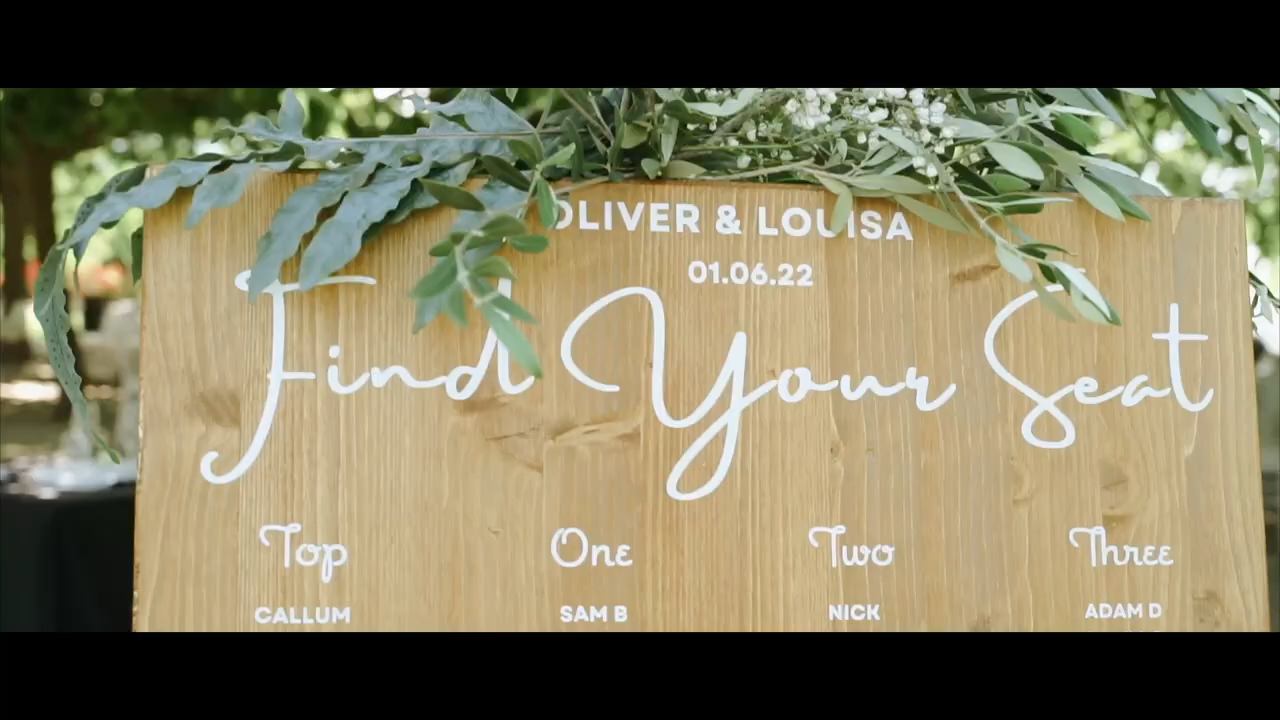 OLIVER & LOUISA
01.06.22
Find Your Seat
Top One Two Three
CALLUM SAM B NICK ADAM D